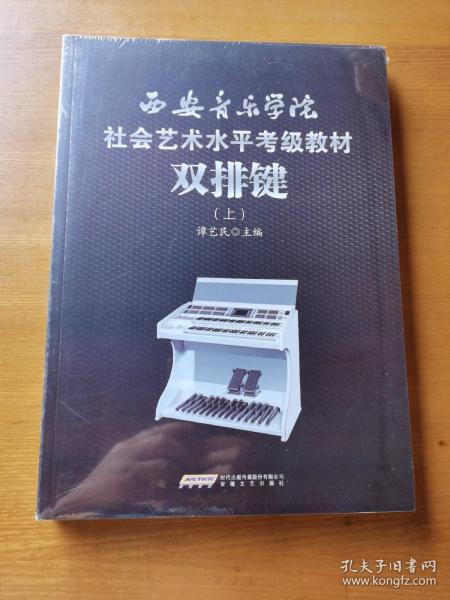 西安音乐学院
社会艺术水平考级教材
双排键
（上）
谭艺民◎主编
时代出版传媒股份有限公司
安徽文艺出版社
孔夫子旧书网
www.kongfz.com